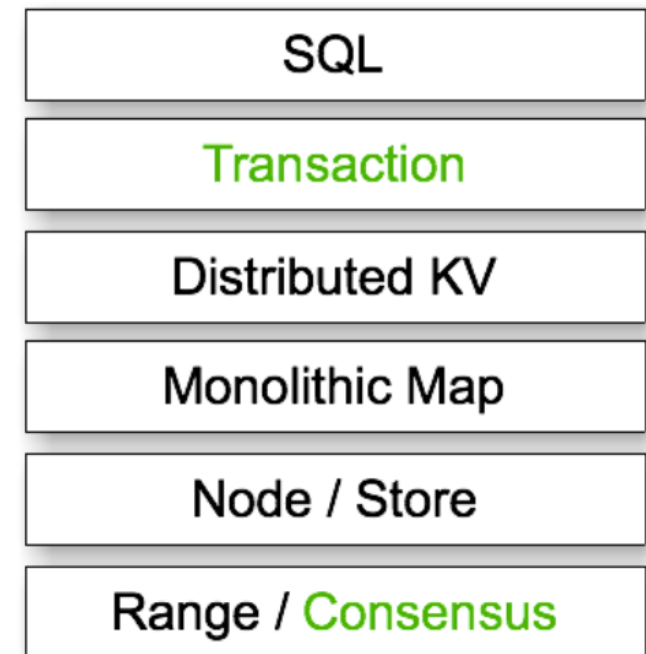 SQL
Transaction
Distributed KV
Monolithic Map
Node / Store
Range / Consensus